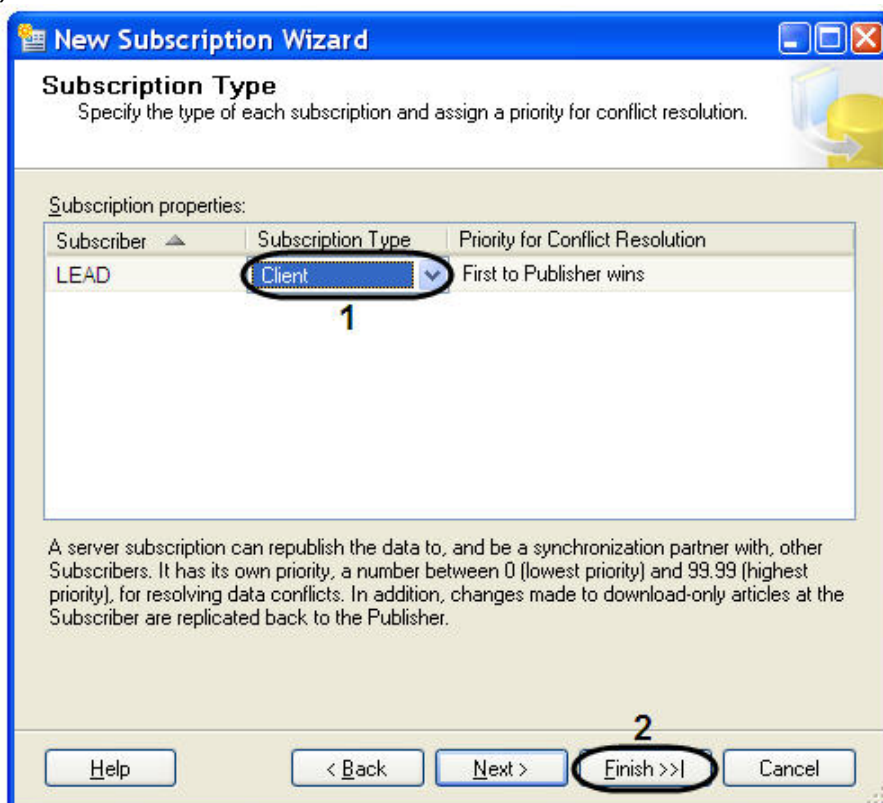 New Subscription Wizard
Subscription Type
Specify the type of each subscription and assign a priority for conflict resolution.
Subscription properties:
Subscriber Subscription Type Priority for Conflict Resolution
LEAD Client First to Publisher wins
1
A server subscription can republish the data to, and be a synchronization partner with, other
Subscribers. It has its own priority, a number between 0 (lowest priority) and 99.99 (highest
priority), for resolving data conflicts. In addition, changes made to download-only articles at the
Subscriber are replicated back to the Publisher.
2
Help < Back Next > Finish >>| Cancel